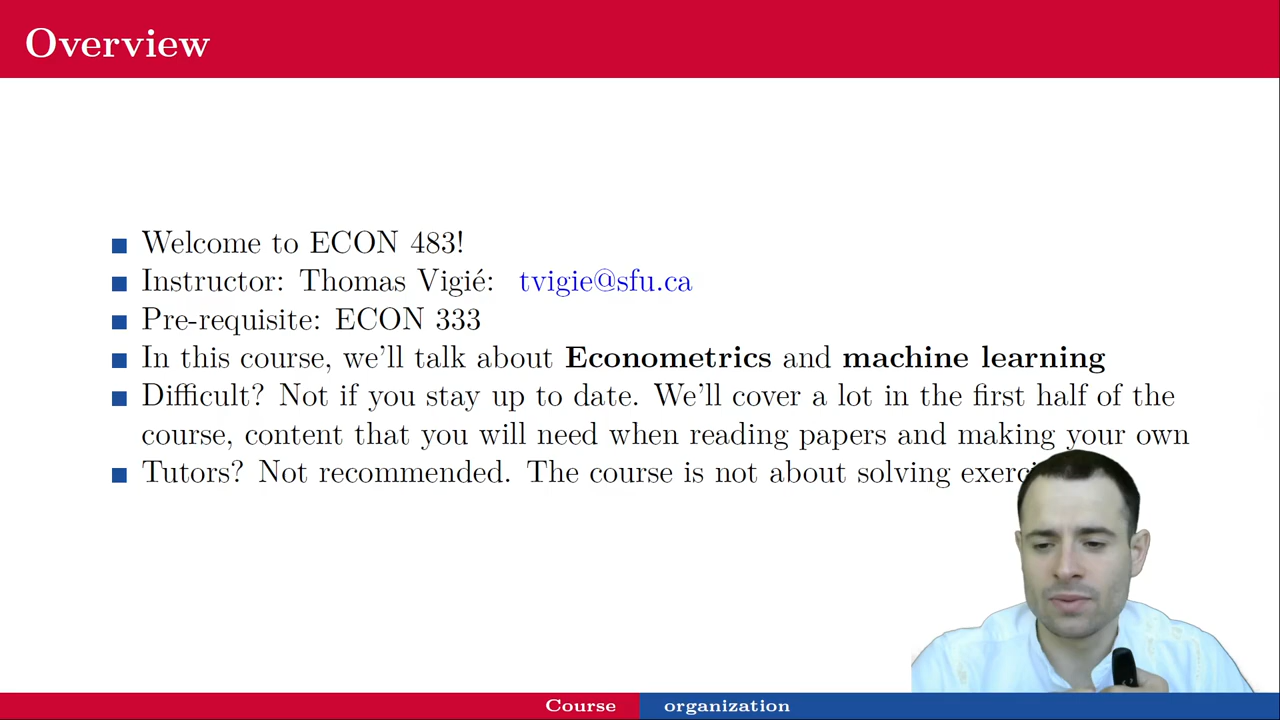 Overview
Welcome to ECON 483!
Instructor: Thomas Vigié: tvigie@sfu.ca
Pre-requisite: ECON 333
In this course, we'll talk about Econometrics and machine learning
Difficult? Not if you stay up to date. We'll cover a lot in the first half of the
course, content that you will need when reading papers and making your own
Tutors? Not recommended. The course is not about solving
Course organization